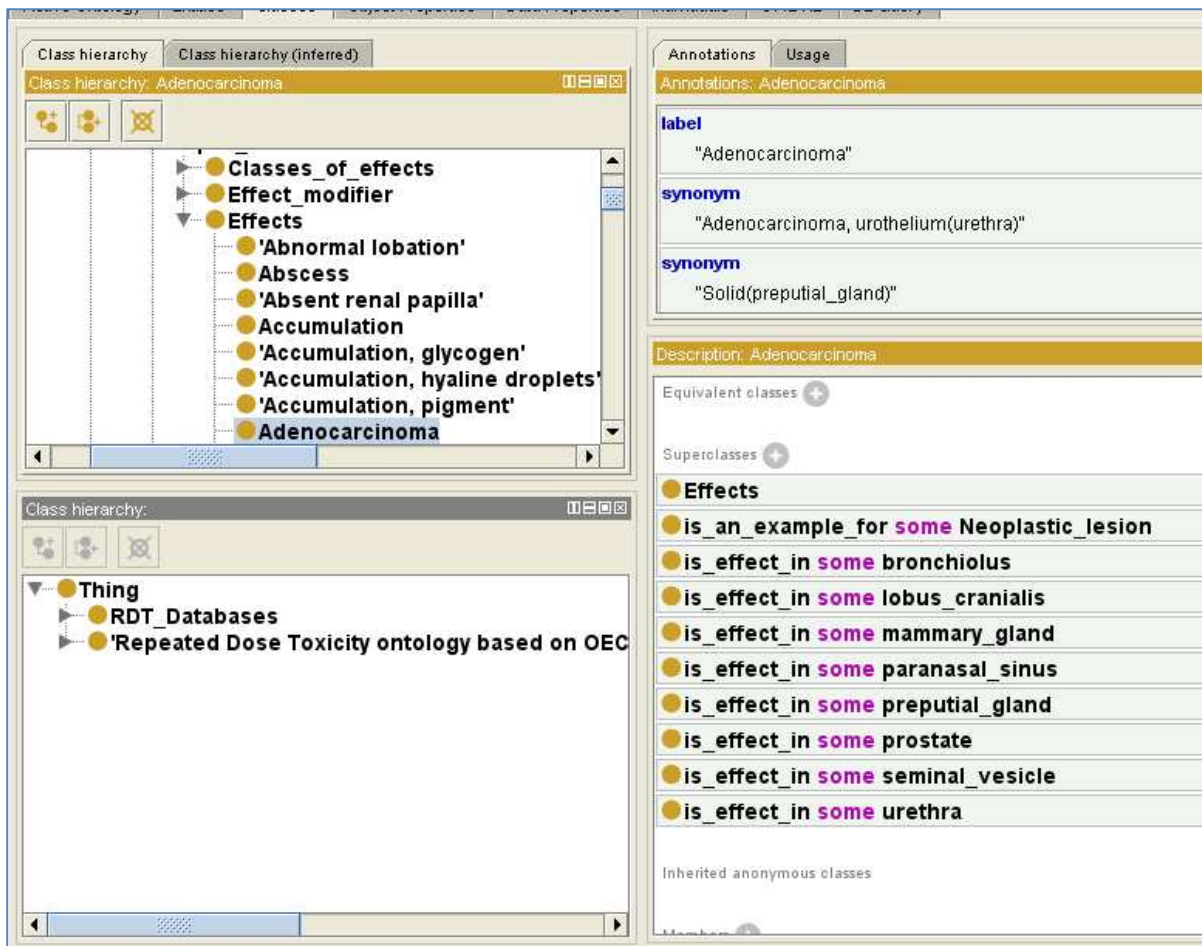 Class hierarchy
Class hierarchy (inferred)
Class hierarchy: Adenocarcinoma
Classes_of_effects
Effect_modifier
Effects
'Abnormal lobation'
Abscess
'Absent renal papilla'
Accumulation
'Accumulation, glycogen'
'Accumulation, hyaline droplets'
'Accumulation, pigment'
Adenocarcinoma
Class hierarchy:
Thing
RDT_Databases
'Repeated Dose Toxicity ontology based on OEC
Annotations
Usage
Annotations: Adenocarcinoma
label
"Adenocarcinoma"
synonym
"Adenocarcinoma, urothelium(urethra)"
synonym
"Solid(preputial_gland)"
Description: Adenocarcinoma
Equivalent classes
Superclasses
Effects
is_an_example_for some Neoplastic_lesion
is_effect_in some bronchiolus
is_effect_in some lobus_cranialis
is_effect_in some mammary_gland
is_effect_in some paranasal_sinus
is_effect_in some preputial_gland
is_effect_in some prostate
is_effect_in some seminal_vesicle
is_effect_in some urethra
Inherited anonymous classes